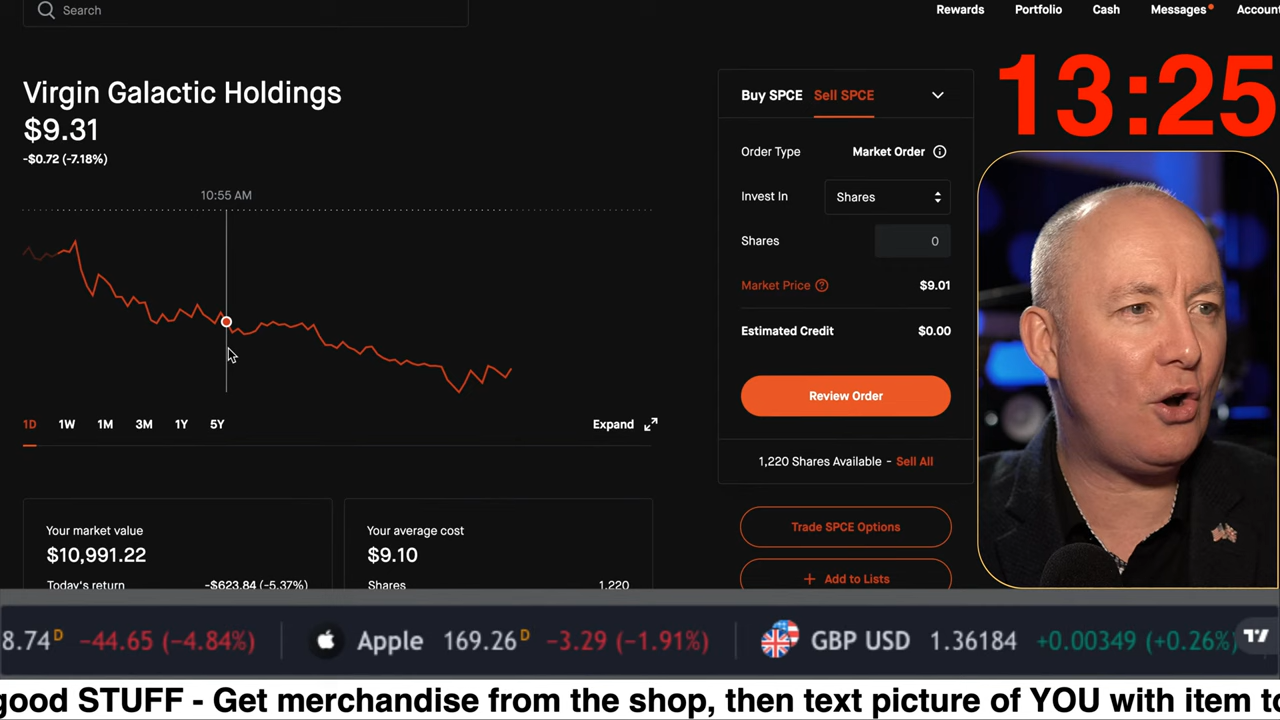 Search
Rewards Portfolio Cash Messages Account
Virgin Galactic Holdings
$9.31
-$0.72 (-7.18%)
10:55 AM
1D 1W 1M 3M 1Y 5Y
Expand
Your market value
$10,991.22
Today's return -$623.84 (-5.37%)
Your average cost
$9.10
Shares 1,220
Buy SPCE Sell SPCE
Order Type Market Order
Invest In Shares
Shares 0
Market Price $9.01
Estimated Credit $0.00
Review Order
1,220 Shares Available - Sell All
Trade SPCE Options
+ Add to Lists
13:25
8.74 D −44.65 (−4.84%) Apple 169.26 D −3.29 (−1.91%) GBP USD 1.36184 +0.00349 (+0.26%)
good STUFF - Get merchandise from the shop, then text picture of YOU with item to